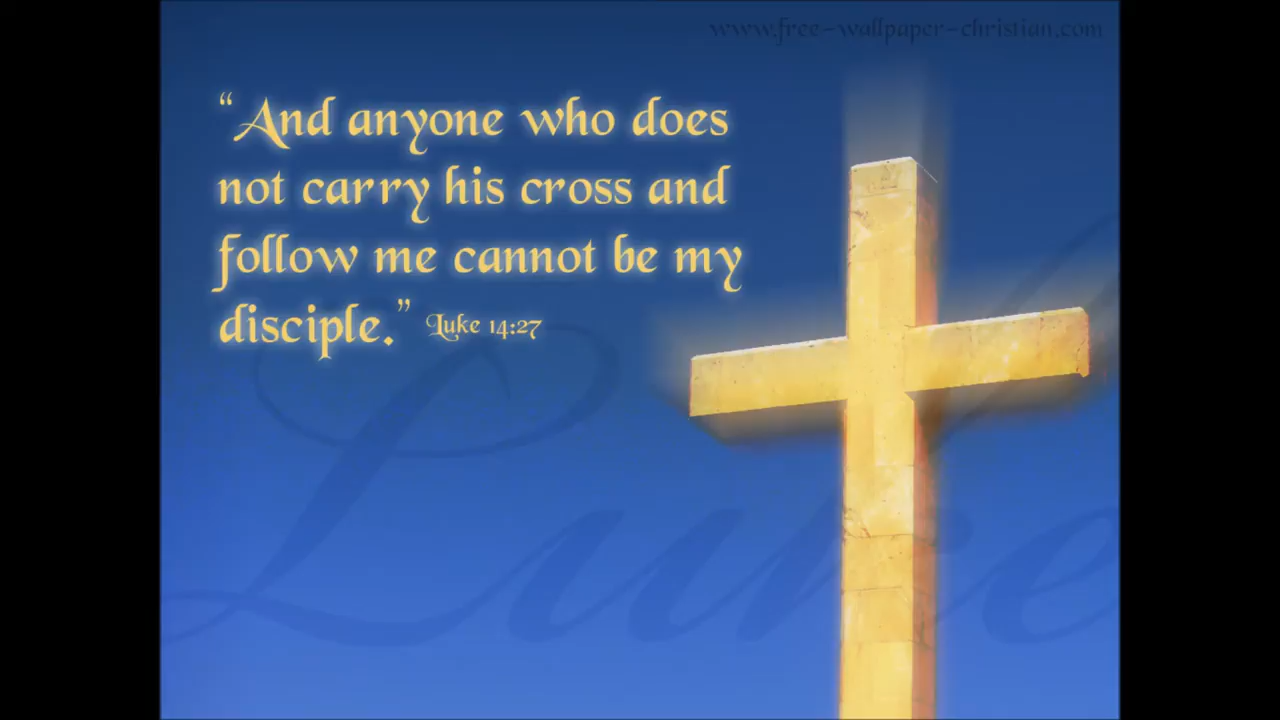 www.free-wallpaper-christian.com
“And anyone who does
not carry his cross and
follow me cannot be my
disciple.” Luke 14:27
Luke